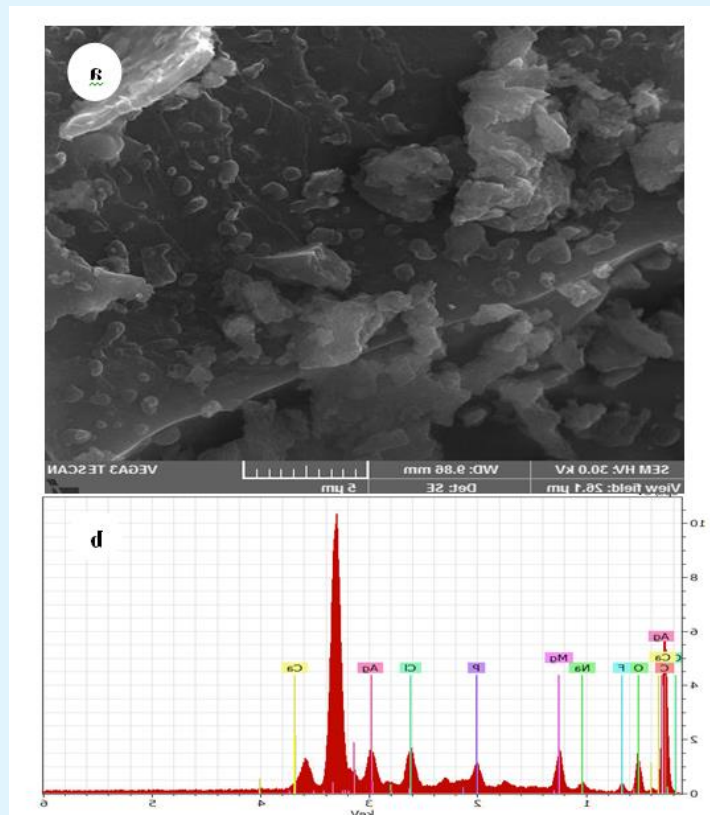 a
SEM HV: 30.0 kV WD: 9.86 mm VEGA3 TESCAN
View field: 26.1 µm Det: SE 5 µm
b
10
8
6
4
2
0
Ag
C Ca
C O F Na Mg P Cl Ag Ca
1 2 3 4 5 6
keV